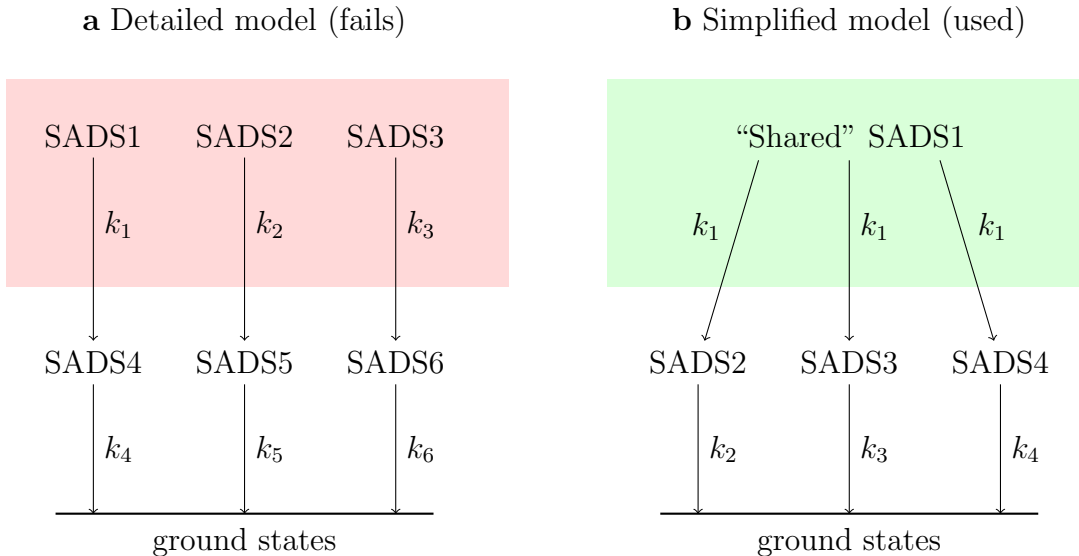 a Detailed model (fails)
SADS1 SADS2 SADS3
k1 k2 k3
SADS4 SADS5 SADS6
k4 k5 k6
ground states
b Simplified model (used)
“Shared” SADS1
k1 k1 k1
SADS2 SADS3 SADS4
k2 k3 k4
ground states